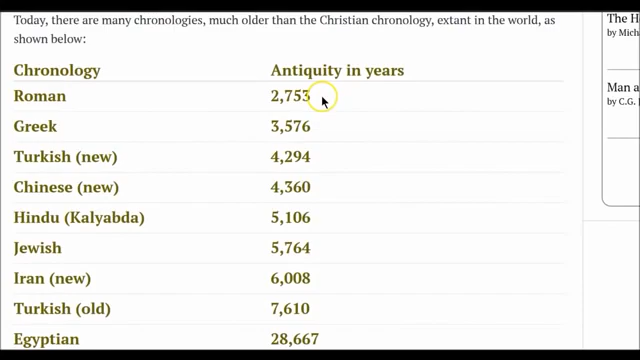 Today, there are many chronologies, much older than the Christian chronology, extant in the world, as
shown below:
Chronology Antiquity in years
Roman 2,753
Greek 3,576
Turkish (new) 4,294
Chinese (new) 4,360
Hindu (Kalyabda) 5,106
Jewish 5,764
Iran (new) 6,008
Turkish (old) 7,610
Egyptian 28,667
The H
by Mich
Man a
by C.G.